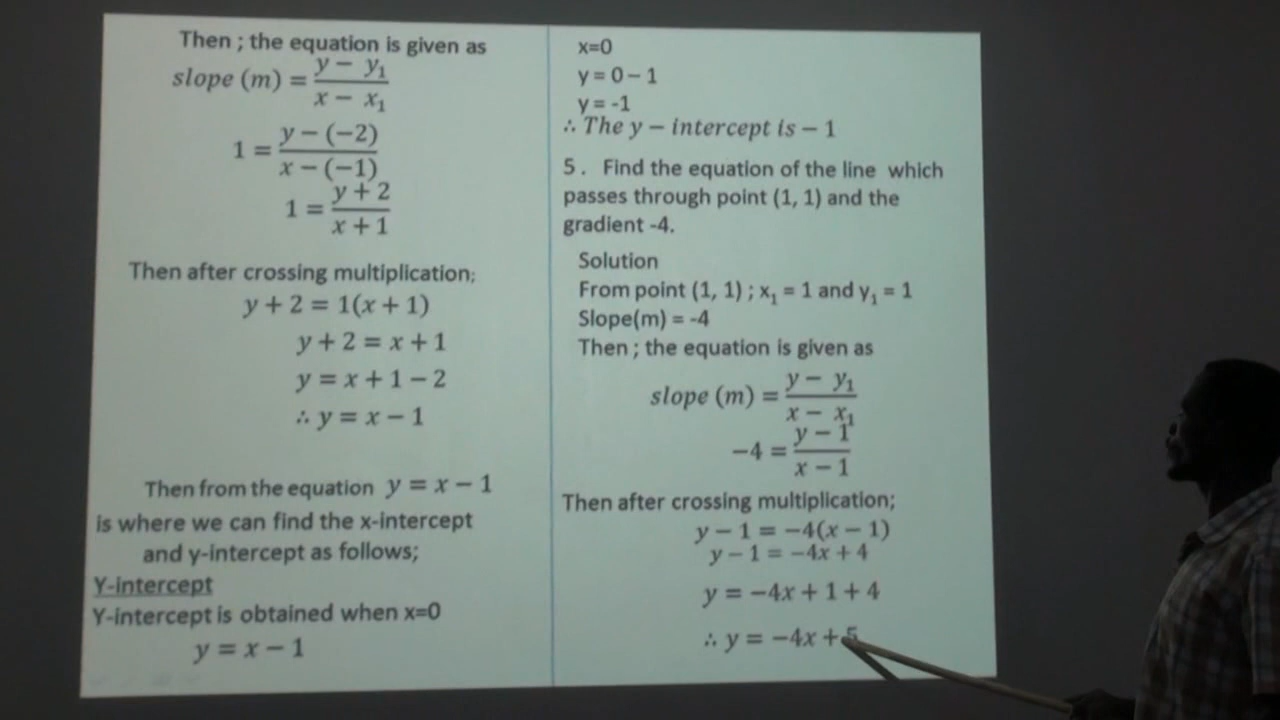 Then ; the equation is given as
slope (m) = y − y₁ / x − x₁
1 = y − (−2) / x − (−1)
1 = y + 2 / x + 1
Then after crossing multiplication;
y + 2 = 1(x + 1)
y + 2 = x + 1
y = x + 1 − 2
∴ y = x − 1
Then from the equation y = x − 1
is where we can find the x-intercept
and y-intercept as follows;
Y-intercept
Y-intercept is obtained when x=0
y = x − 1
x=0
y = 0 – 1
y = -1
∴ The y − intercept is − 1
5 . Find the equation of the line which
passes through point (1, 1) and the
gradient -4.
Solution
From point (1, 1) ; x₁ = 1 and y₁ = 1
Slope(m) = -4
Then ; the equation is given as
slope (m) = y − y₁ / x − x₁
−4 = y − 1 / x − 1
Then after crossing multiplication;
y − 1 = −4(x − 1)
y − 1 = −4x + 4
y = −4x + 1 + 4
∴ y = −4x + 5